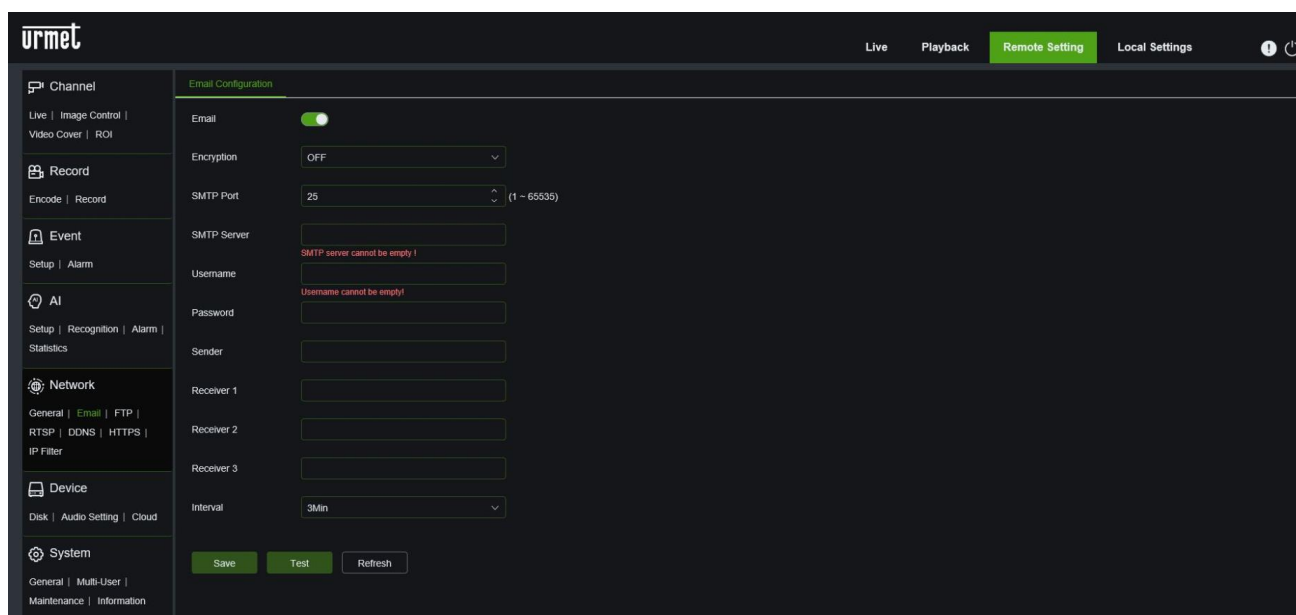 urmet
Live Playback Remote Setting Local Settings
Channel
Live | Image Control |
Video Cover | ROI
Record
Encode | Record
Event
Setup | Alarm
AI
AI
Setup | Recognition | Alarm |
Statistics
Network
General | Email | FTP |
RTSP | DDNS | HTTPS |
IP Filter
Device
Disk | Audio Setting | Cloud
System
General | Multi-User |
Maintenance | Information
Email Configuration
Email
Encryption OFF
SMTP Port 25 (1 ~ 65535)
SMTP Server
SMTP server cannot be empty !
Username
Username cannot be empty!
Password
Sender
Receiver 1
Receiver 2
Receiver 3
Interval 3Min
Save Test Refresh